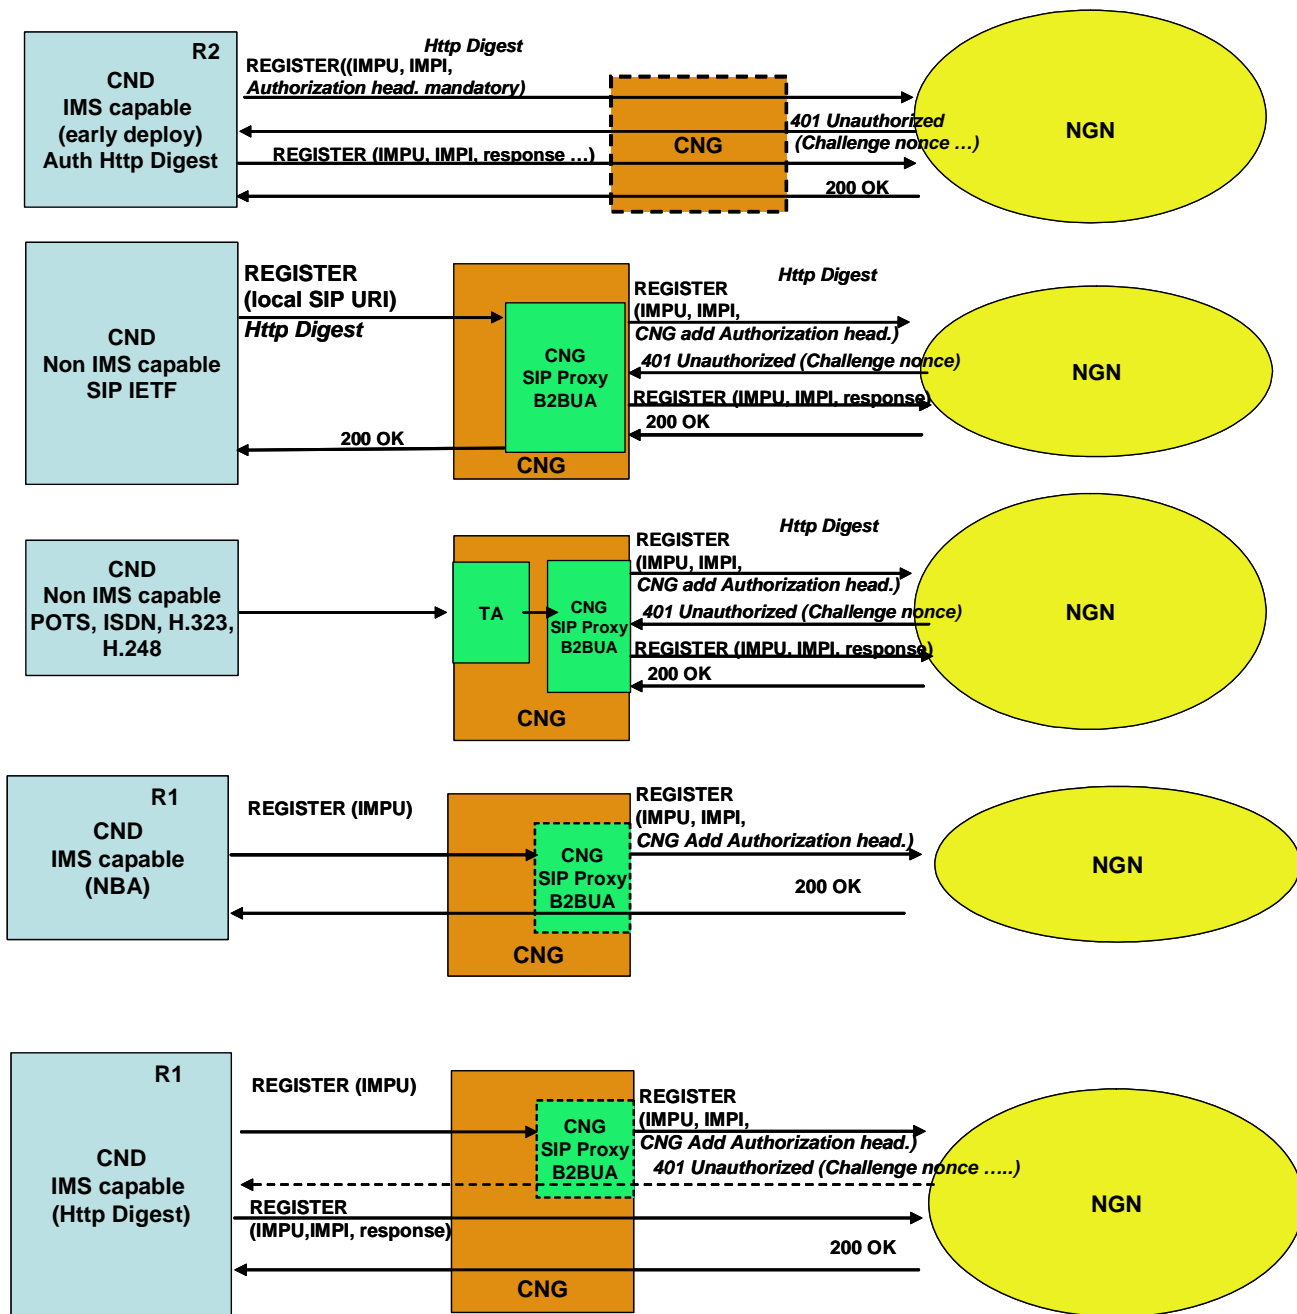 R2
CND
IMS capable
(early deploy)
Auth Http Digest
Http Digest
REGISTER((IMPU, IMPI,
Authorization head. mandatory)
401 Unauthorized
(Challenge nonce …)
CNG
REGISTER (IMPU, IMPI, response …)
200 OK
NGN
CND
Non IMS capable
SIP IETF
REGISTER
(local SIP URI)
Http Digest
CNG
SIP Proxy
B2BUA
CNG
200 OK
Http Digest
REGISTER
(IMPU, IMPI,
CNG add Authorization head.)
401 Unauthorized (Challenge nonce)
REGISTER (IMPU, IMPI, response)
200 OK
NGN
CND
Non IMS capable
POTS, ISDN, H.323,
H.248
TA
CNG
SIP Proxy
B2BUA
CNG
Http Digest
REGISTER
(IMPU, IMPI,
CNG add Authorization head.)
401 Unauthorized (Challenge nonce)
REGISTER (IMPU, IMPI, response)
200 OK
NGN
R1
CND
IMS capable
(NBA)
REGISTER (IMPU)
CNG
SIP Proxy
B2BUA
CNG
REGISTER
(IMPU, IMPI,
CNG Add Authorization head.)
200 OK
NGN
R1
CND
IMS capable
(Http Digest)
REGISTER (IMPU)
CNG
SIP Proxy
B2BUA
REGISTER
(IMPU, IMPI,
CNG Add Authorization head.)
401 Unauthorized (Challenge nonce …..)
REGISTER
(IMPU,IMPI, response)
200 OK
CNG
NGN